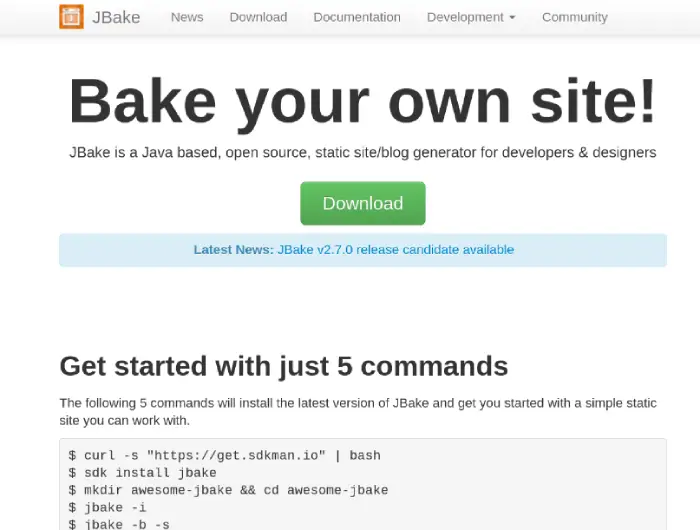 JBake News Download Documentation Development Community
Bake your own site!
JBake is a Java based, open source, static site/blog generator for developers & designers
Download
Latest News: JBake v2.7.0 release candidate available
Get started with just 5 commands
The following 5 commands will install the latest version of JBake and get you started with a simple static
site you can work with.
$ curl -s "https://get.sdkman.io" | bash
$ sdk install jbake
$ mkdir awesome-jbake && cd awesome-jbake
$ jbake -i
$ jbake -b -s